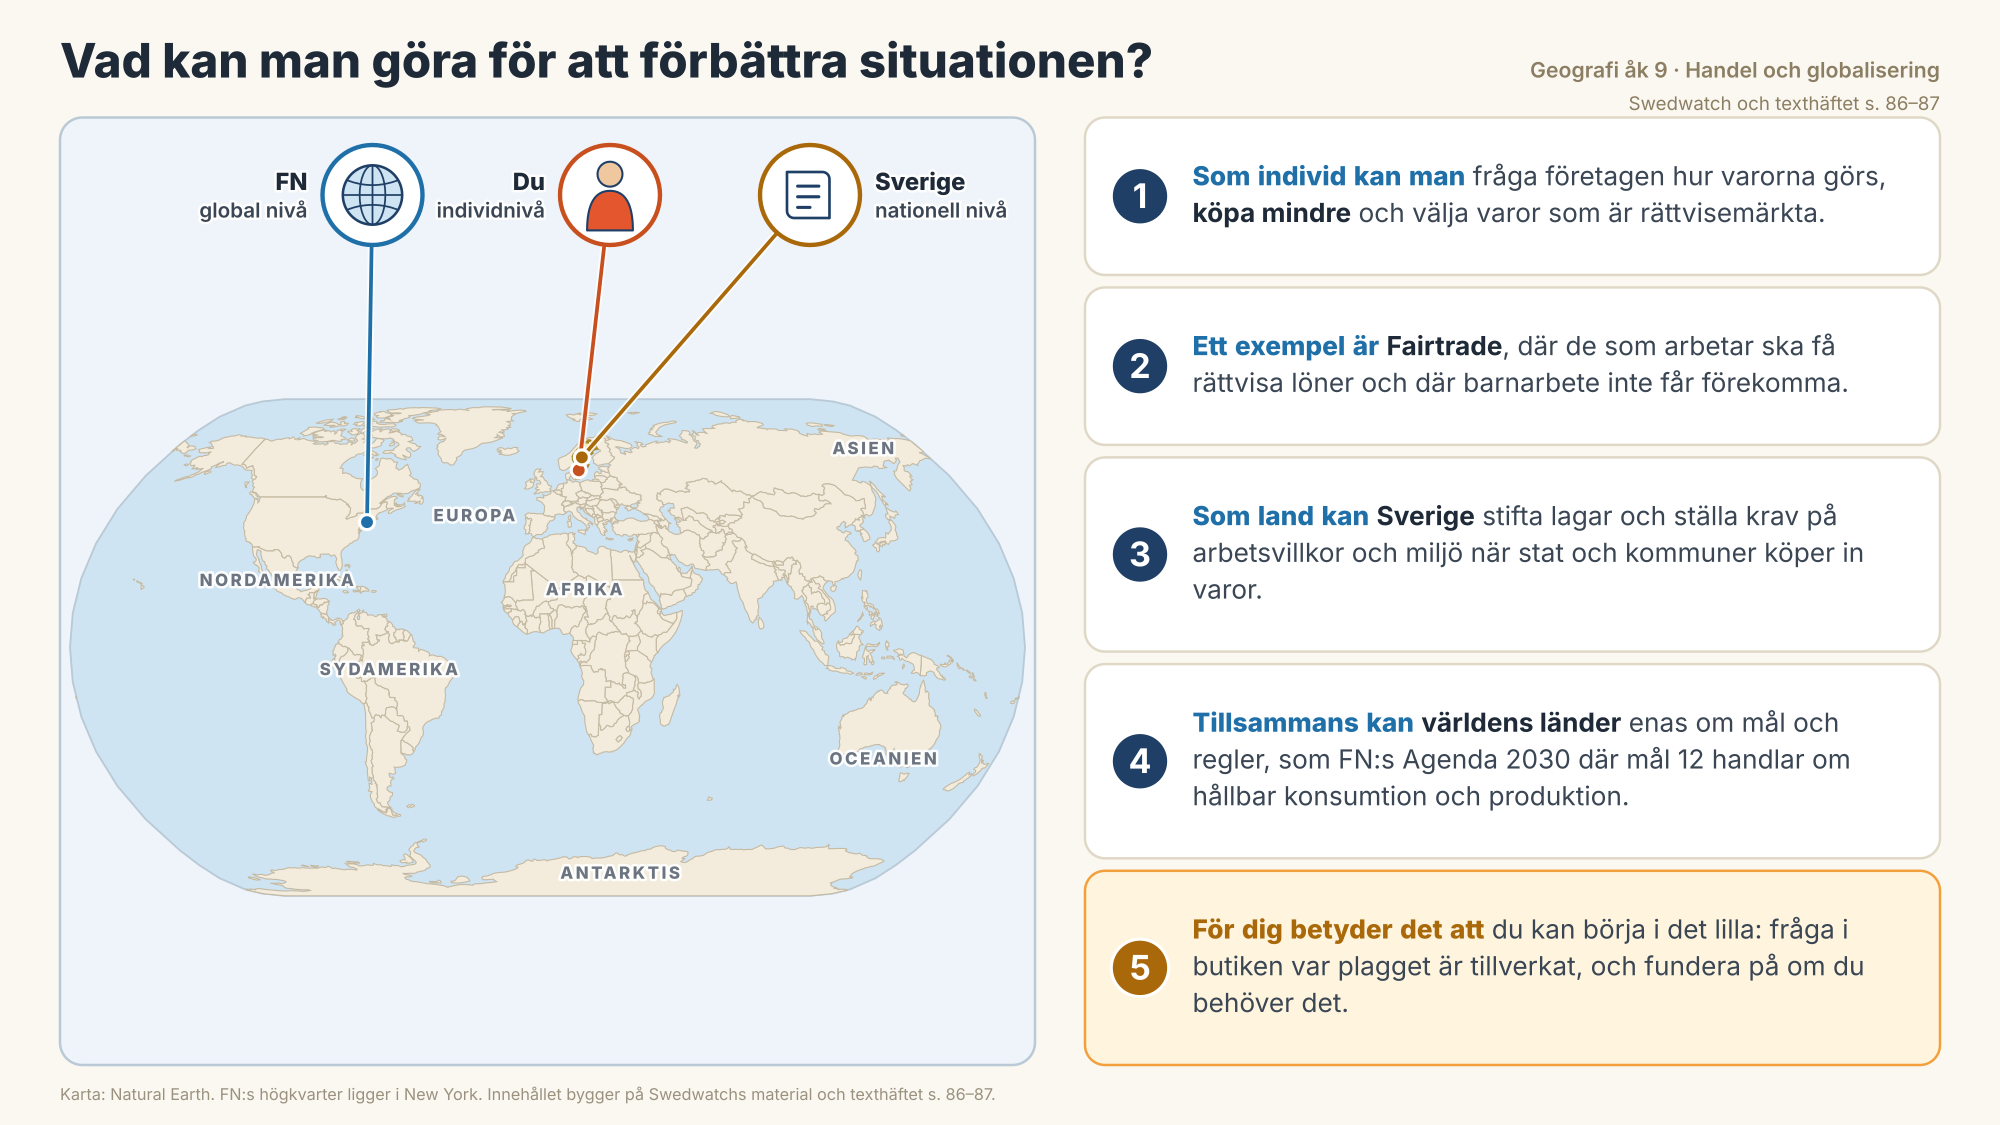 Vad kan man göra för att förbättra situationen?
Geografi åk 9 · Handel och globalisering
Swedwatch och texthäftet s. 86–87
FN
global nivå
Du
individnivå
Sverige
nationell nivå
ASIEN
EUROPA
NORDAMERIKA
AFRIKA
SYDAMERIKA
OCEANIEN
ANTARKTIS
1
Som individ kan man fråga företagen hur varorna görs,
köpa mindre och välja varor som är rättvisemärkta.
2
Ett exempel är Fairtrade, där de som arbetar ska få
rättvisa löner och där barnarbete inte får förekomma.
3
Som land kan Sverige stifta lagar och ställa krav på
arbetsvillkor och miljö när stat och kommuner köper in
varor.
4
Tillsammans kan världens länder enas om mål och
regler, som FN:s Agenda 2030 där mål 12 handlar om
hållbar konsumtion och produktion.
5
För dig betyder det att du kan börja i det lilla: fråga i
butiken var plagget är tillverkat, och fundera på om du
behöver det.
Karta: Natural Earth. FN:s högkvarter ligger i New York. Innehållet bygger på Swedwatchs material och texthäftet s. 86–87.